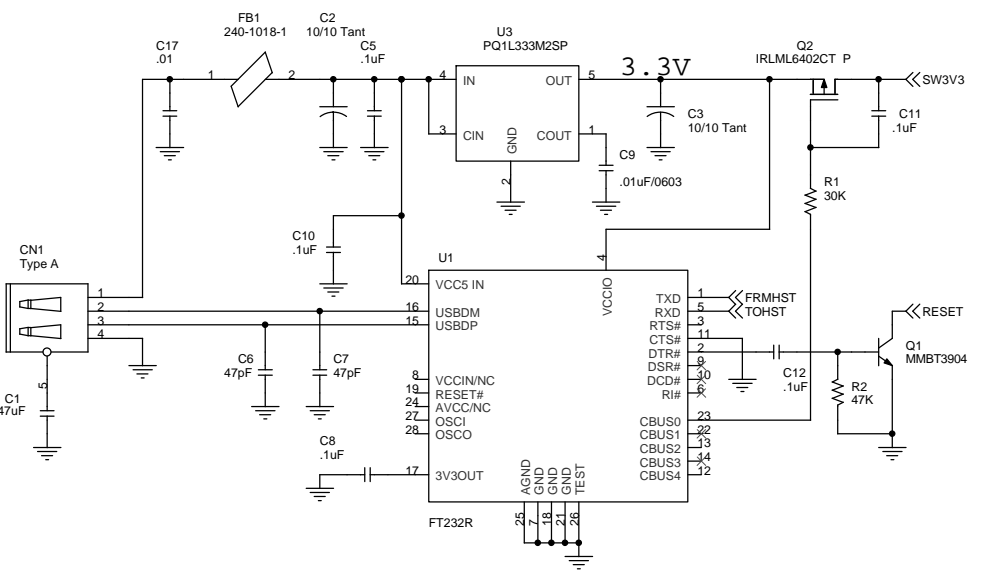 FB1
240-1018-1
C2
10/10 Tant
C17
.01
C5
.1uF
1
2
U3
PQ1L333M2SP
4
IN
OUT
5
3.3V
3
CIN
COUT
1
GND
2
C9
.01uF/0603
C3
10/10 Tant
Q2
IRLML6402CT P
SW3V3
C11
.1uF
R1
30K
C10
.1uF
CN1
Type A
1
2
3
4
5
C1
47uF
C6
47pF
C7
47pF
C8
.1uF
U1
20
VCC5 IN
16
USBDM
15
USBDP
8
VCCIN/NC
19
RESET#
24
AVCC/NC
27
OSCI
28
OSCO
17
3V3OUT
4
VCCIO
TXD
1
FRMHST
RXD
5
TOHST
RTS#
3
CTS#
11
DTR#
2
DSR#
9
DCD#
10
RI#
6
CBUS0
23
CBUS1
22
CBUS2
13
CBUS3
14
CBUS4
12
AGND
GND
GND
GND
TEST
25
7
18
21
26
FT232R
C12
.1uF
R2
47K
RESET
Q1
MMBT3904